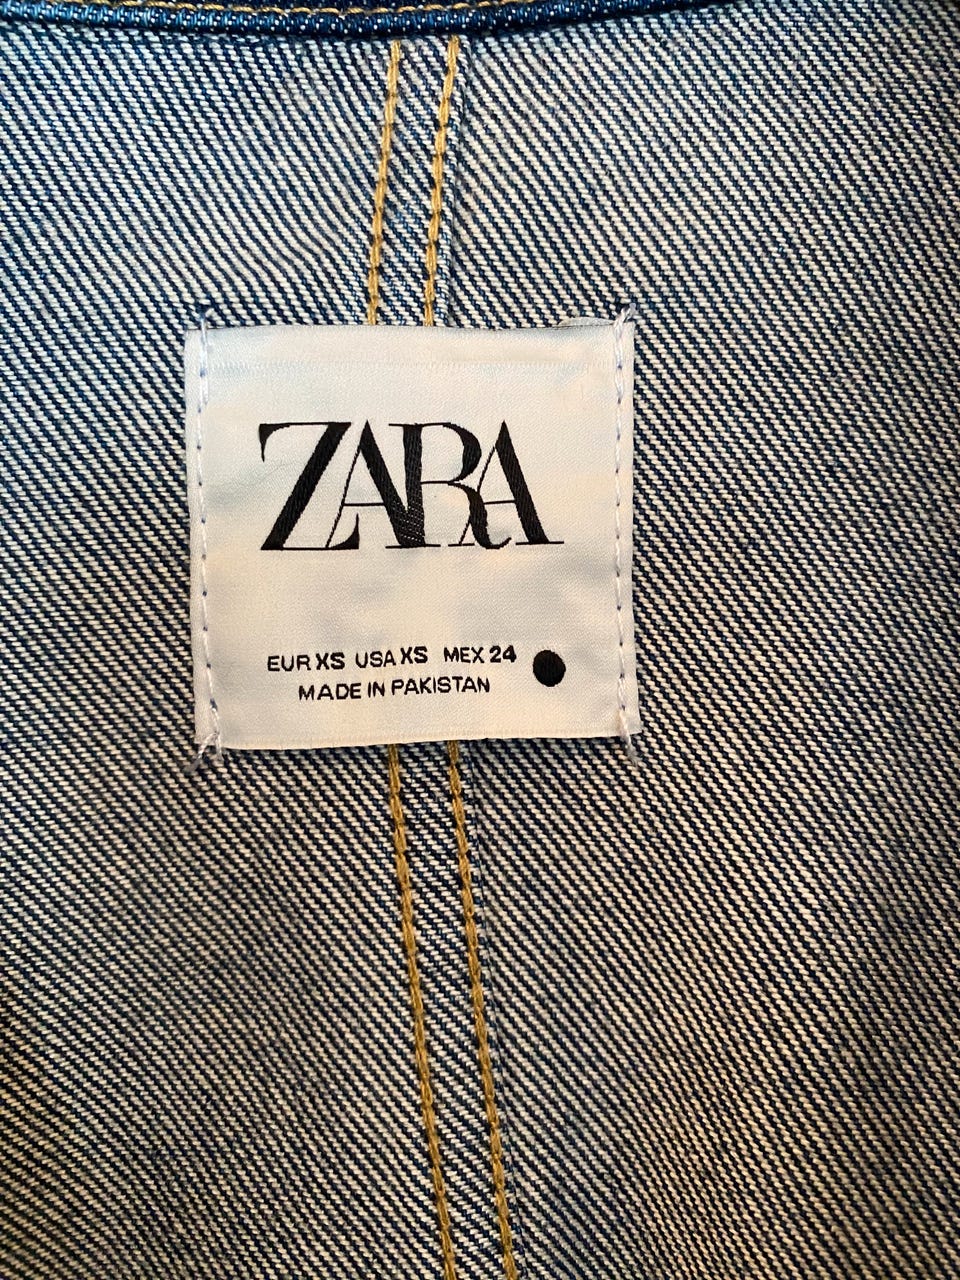 ZARA
EUR XS USA XS MEX 24
MADE IN PAKISTAN